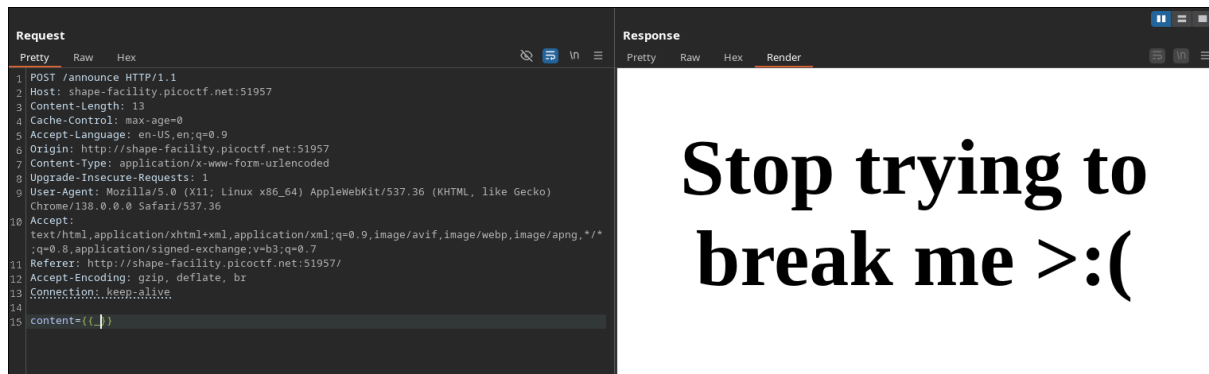 Request
Pretty Raw Hex
\n
1 POST /announce HTTP/1.1
2 Host: shape-facility.picoctf.net:51957
3 Content-Length: 13
4 Cache-Control: max-age=0
5 Accept-Language: en-US,en;q=0.9
6 Origin: http://shape-facility.picoctf.net:51957
7 Content-Type: application/x-www-form-urlencoded
8 Upgrade-Insecure-Requests: 1
9 User-Agent: Mozilla/5.0 (X11; Linux x86_64) AppleWebKit/537.36 (KHTML, like Gecko)
Chrome/138.0.0.0 Safari/537.36
10 Accept:
text/html,application/xhtml+xml,application/xml;q=0.9,image/avif,image/webp,image/apng,*/*
;q=0.8,application/signed-exchange;v=b3;q=0.7
11 Referer: http://shape-facility.picoctf.net:51957/
12 Accept-Encoding: gzip, deflate, br
13 Connection: keep-alive
14
15 content={{_}}
Response
Pretty Raw Hex Render
\n
Stop trying to
break me >:(